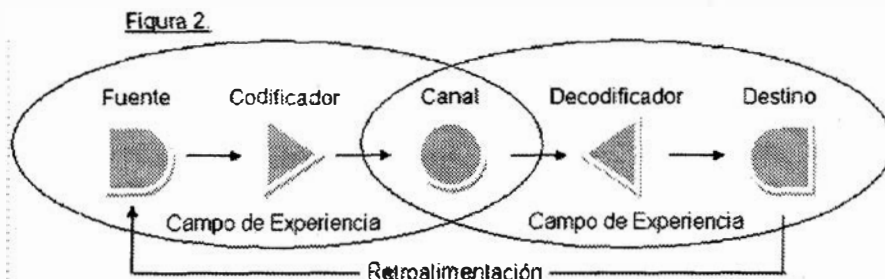 Figura 2.
Fuente Codificador Canal Decodificador Destino
Campo de Experiencia Campo de Experiencia
Retroalimentación